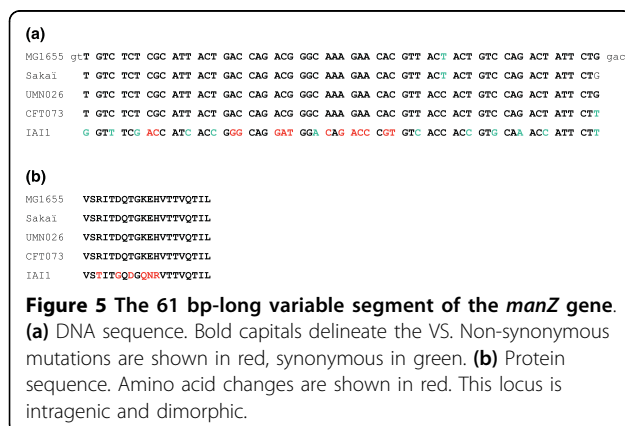 (a)
MG1655 gtT GTC TCT CGC ATT ACT GAC CAG ACG GGC AAA GAA CAC GTT ACT ACT GTC CAG ACT ATT CTG gac
Sakaï T GTC TCT CGC ATT ACT GAC CAG ACG GGC AAA GAA CAC GTT ACT ACT GTC CAG ACT ATT CTG
UMN026 T GTC TCT CGC ATT ACT GAC CAG ACG GGC AAA GAA CAC GTT ACC ACT GTC CAG ACT ATT CTG
CFT073 T GTC TCT CGC ATT ACT GAC CAG ACG GGC AAA GAA CAC GTT ACC ACT GTC CAG ACT ATT CTT
IAI1 G GTT TCG ACC ATC ACC GGG CAG GAT GGA CAG ACC CGT GTC ACC ACC GTG CAA ACC ATT CTT
(b)
MG1655 VSRITDQTGKEHVTTVQTIL
Sakaï VSRITDQTGKEHVTTVQTIL
UMN026 VSRITDQTGKEHVTTVQTIL
CFT073 VSRITDQTGKEHVTTVQTIL
IAI1 VSTITGQDGQNRVTTVQTIL
Figure 5 The 61 bp-long variable segment of the manZ gene.
(a) DNA sequence. Bold capitals delineate the VS. Non-synonymous
mutations are shown in red, synonymous in green. (b) Protein
sequence. Amino acid changes are shown in red. This locus is
intragenic and dimorphic.